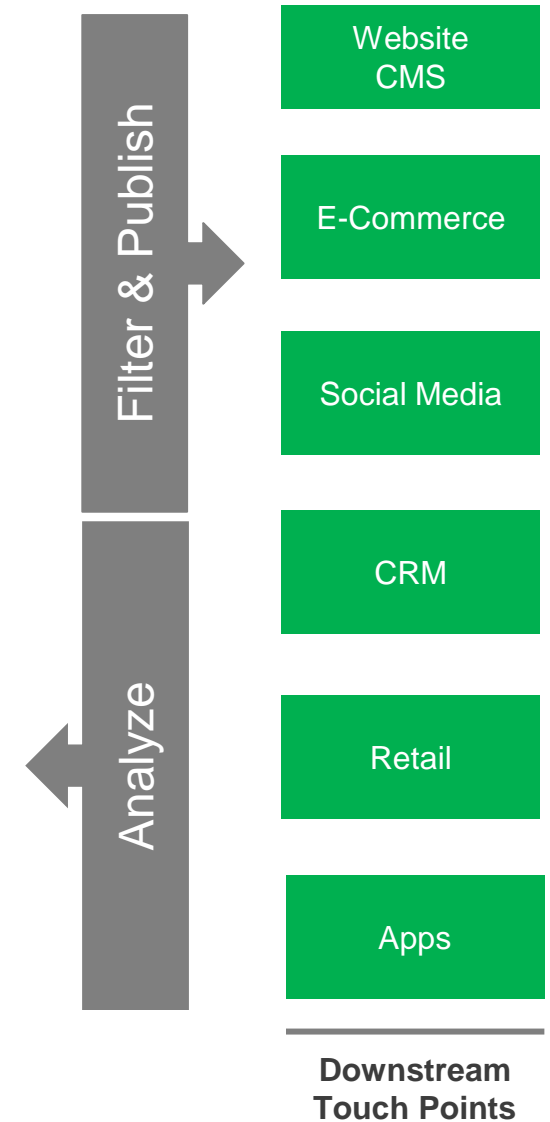 Filter & Publish
Analyze
Website
CMS
E-Commerce
Social Media
CRM
Retail
Apps
Downstream
Touch Points